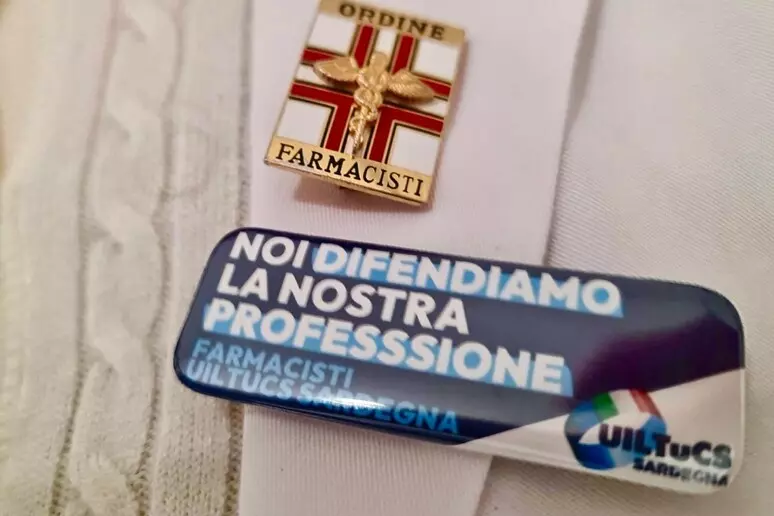 ORDINE
FARMACISTI
NOI DIFENDIAMO
LA NOSTRA
PROFESSSIONE
FARMACISTI
UILTUCS SARDEGNA
UILTuCS
SARDEGNA